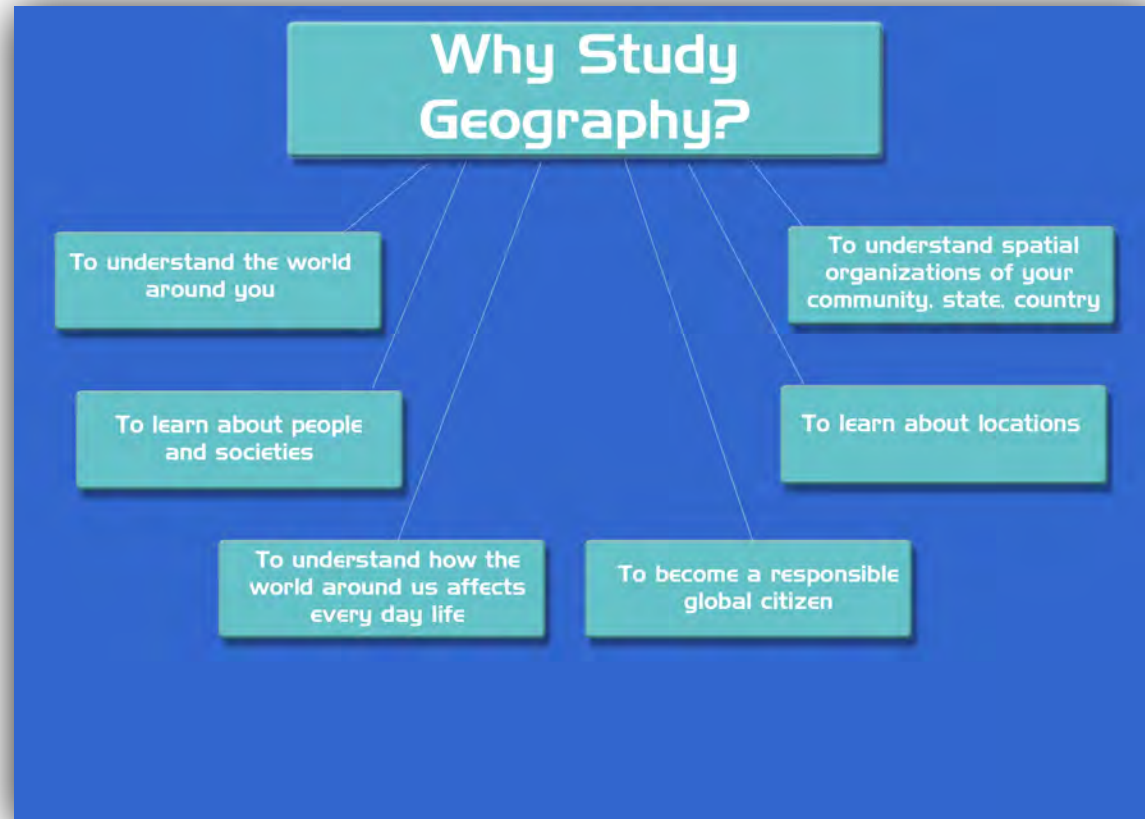 Why Study
Geography?
To understand the world
around you
To understand spatial
organizations of your
community, state, country
To learn about people
and societies
To learn about locations
To understand how the
world around us affects
every day life
To become a responsible
global citizen